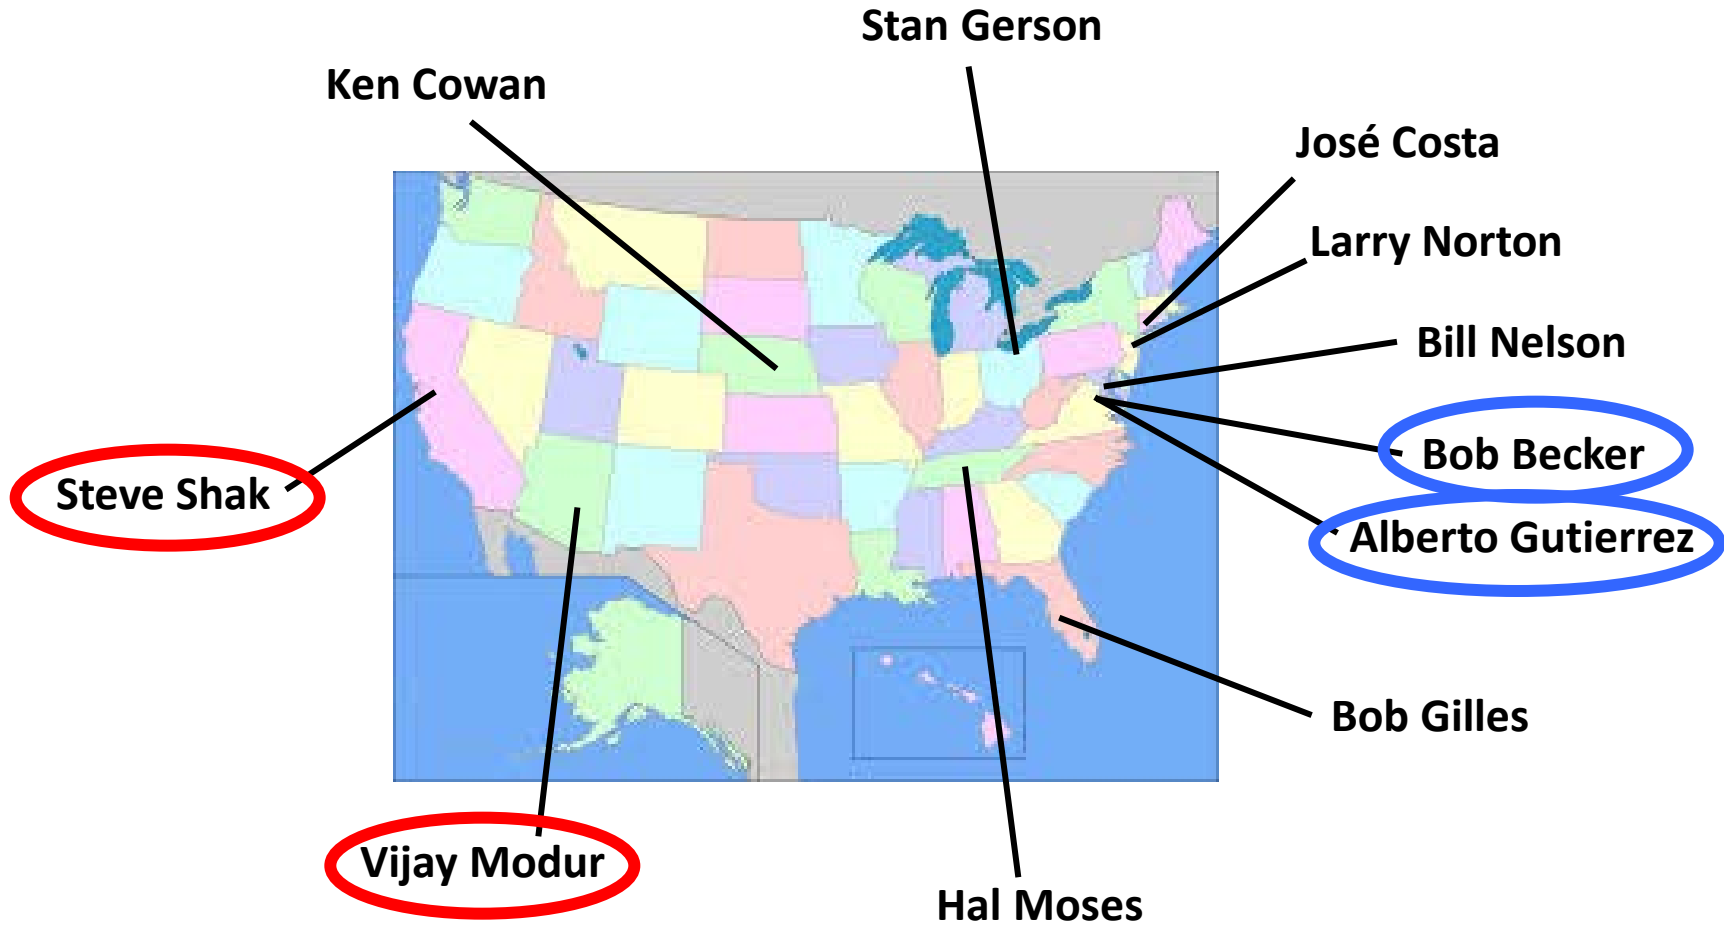 Stan Gerson
Ken Cowan
José Costa
Larry Norton
Bill Nelson
Bob Becker
Steve Shak
Alberto Gutierrez
Bob Gilles
Vijay Modur
Hal Moses